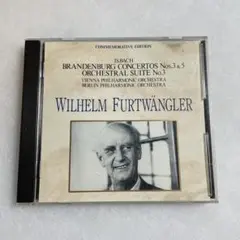 COMMEMORATIVE EDITION
J.S.BACH
BRANDENBURG CONCERTOS Nos.3 & 5
ORCHESTRAL SUITE No.3
VIENNA PHILHARMONIC ORCHESTRA
BERLIN PHILHARMONIC ORCHESTRA
WILHELM FURTWÄNGLER